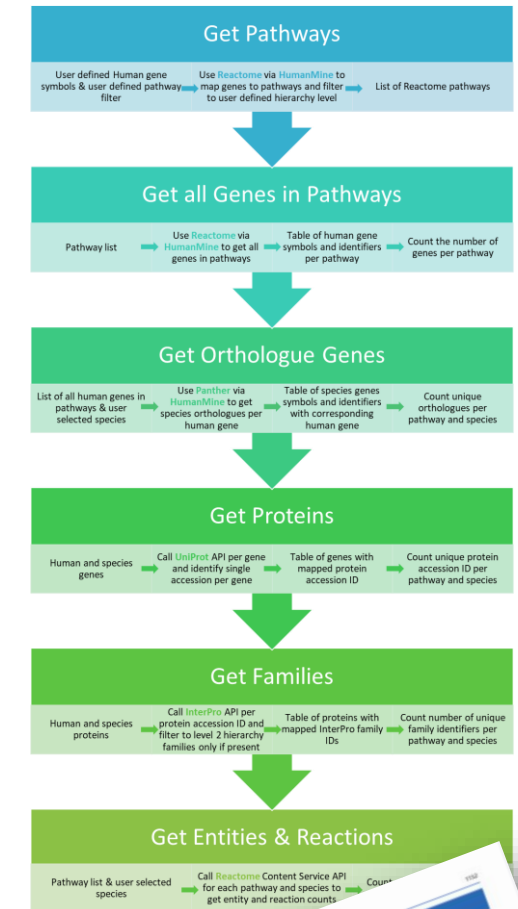 Get Pathways
User defined Human gene
symbols & user defined pathway
filter
Use Reactome via HumanMine to
map genes to pathways and filter
to user defined hierarchy level
List of Reactome pathways
Get all Genes in Pathways
Pathway list
Use Reactome via
HumanMine to get all
genes in pathways
Table of human gene
symbols and identifiers
per pathway
Count the number of
genes per pathway
Get Orthologue Genes
List of all human genes in
pathways & user
selected species
Use Panther via
HumanMine to get
species orthologues per
human gene
Table of species genes
symbols and identifiers
with corresponding
human gene
Count unique
orthologues per
pathway and species
Get Proteins
Human and species
genes
Call UniProt API per gene
and identify single
accession per gene
Table of genes with
mapped protein
accession ID
Count unique protein
accession ID per
pathway and species
Get Families
Human and species
proteins
Call InterPro API per
protein accession ID and
filter to level 2 hierarchy
families only if present
Table of proteins with
mapped InterPro family
IDs
Count number of unique
family identifiers per
pathway and species
Get Entities & Reactions
Pathway list & user selected
species
Call Reactome Content Service API
for each pathway and species to
get entity and reaction counts